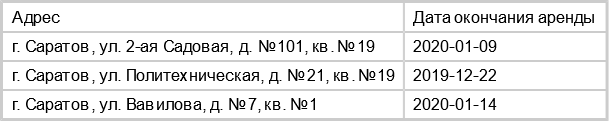 Адрес Дата окончания аренды
г. Саратов, ул. 2-ая Садовая, д. №101, кв. №19 2020-01-09
г. Саратов, ул. Политехническая, д. №21, кв. №19 2019-12-22
г. Саратов, ул. Вавилова, д. №7, кв. №1 2020-01-14